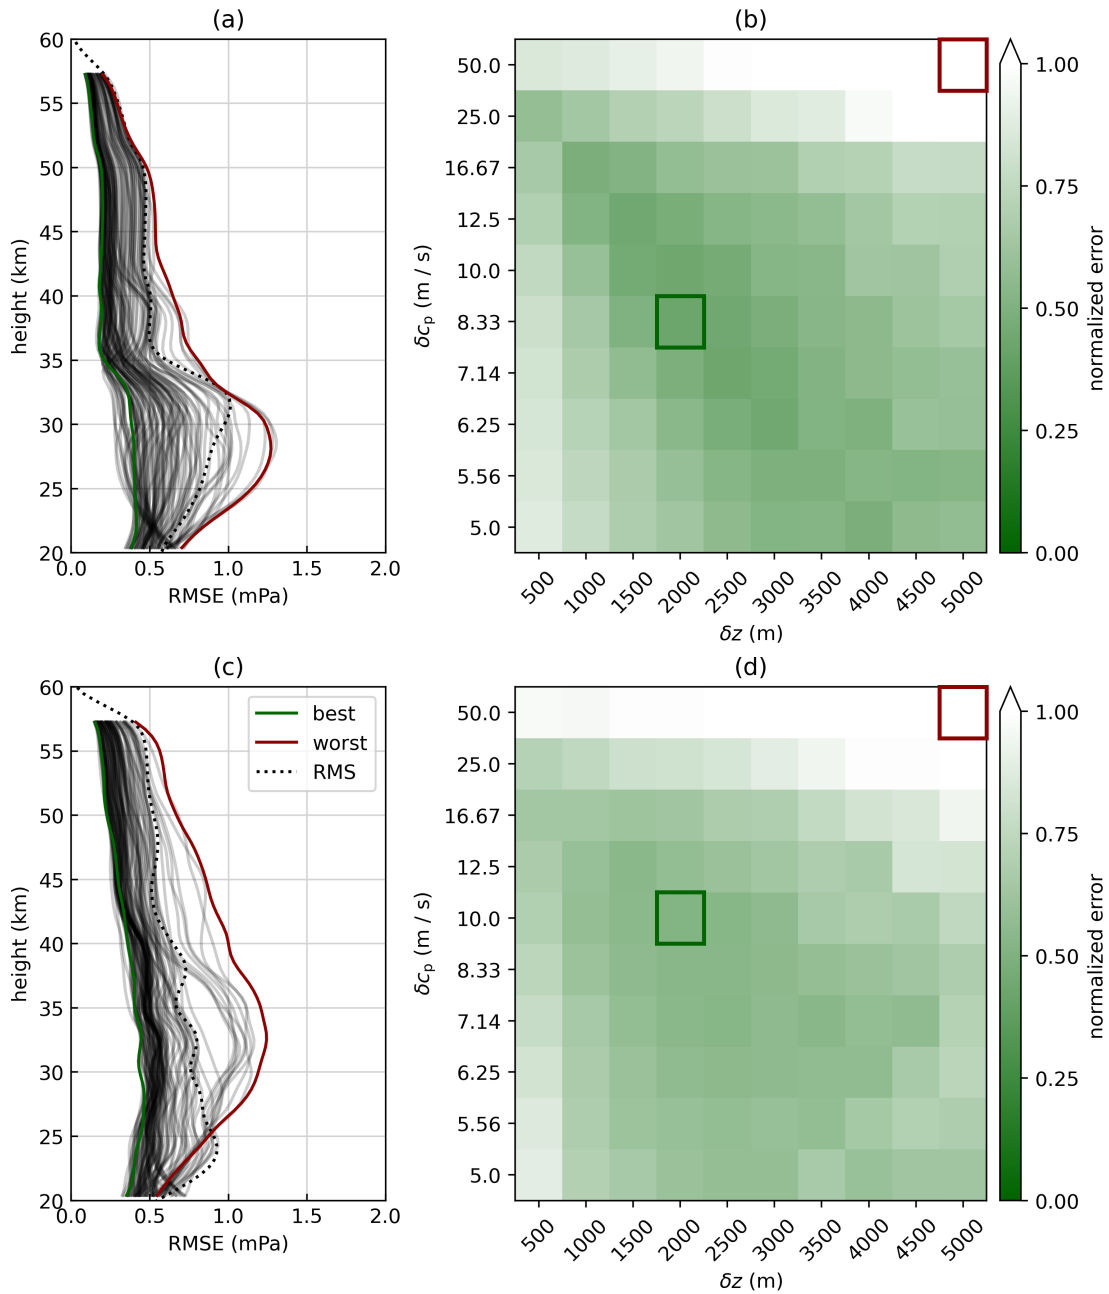 (a)
60
55
50
45
40
35
30
25
20
height (km)
0.0 0.5 1.0 1.5 2.0
RMSE (mPa)
(b)
50.0
25.0
16.67
12.5
10.0
8.33
7.14
6.25
5.56
5.0
δcp (m / s)
500 1000 1500 2000 2500 3000 3500 4000 4500 5000
δz (m)
1.00
0.75
0.50
0.25
0.00
normalized error
(c)
60
55
50
45
40
35
30
25
20
height (km)
best
worst
RMS
0.0 0.5 1.0 1.5 2.0
RMSE (mPa)
(d)
50.0
25.0
16.67
12.5
10.0
8.33
7.14
6.25
5.56
5.0
δcp (m / s)
500 1000 1500 2000 2500 3000 3500 4000 4500 5000
δz (m)
1.00
0.75
0.50
0.25
0.00
normalized error